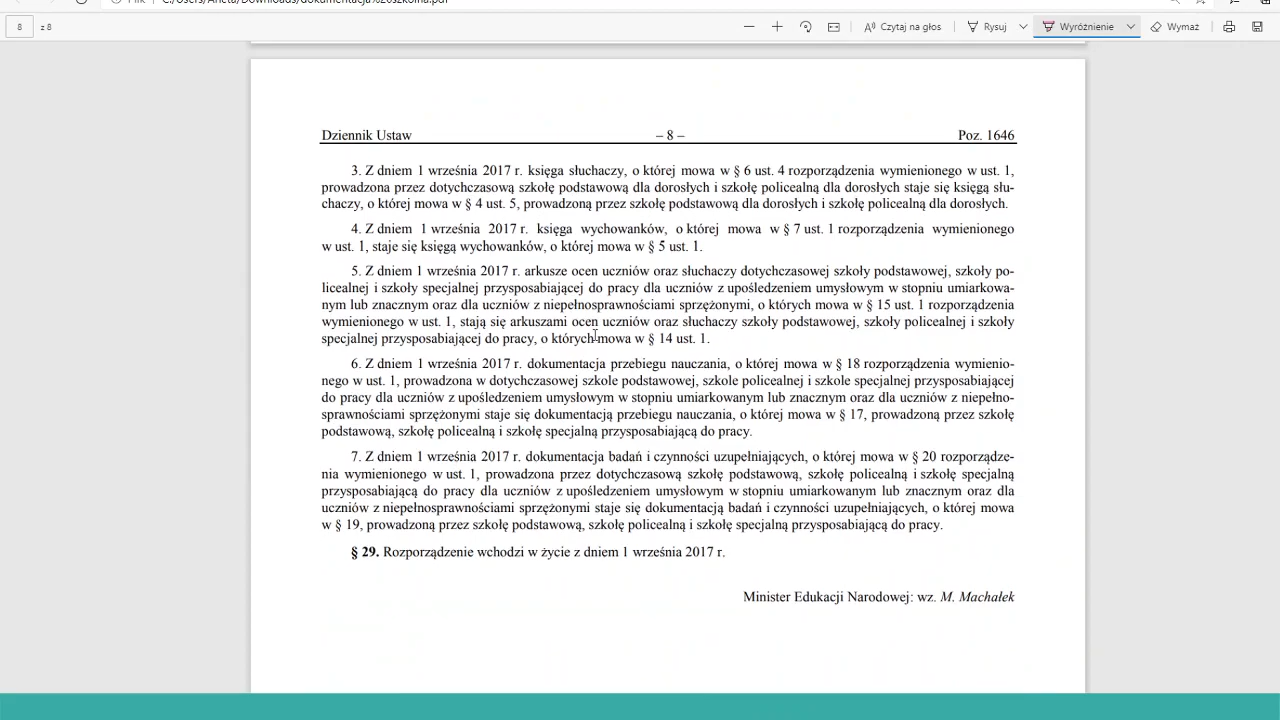 C:/Users/Aneta/Downloads/dokumentacja%20szkolna.pdf
8 z 8 Czytaj na głos Rysuj Wyróżnienie Wymaż
Dziennik Ustaw – 8 – Poz. 1646
3. Z dniem 1 września 2017 r. księga słuchaczy, o której mowa w § 6 ust. 4 rozporządzenia wymienionego w ust. 1,
prowadzona przez dotychczasową szkołę podstawową dla dorosłych i szkołę policealną dla dorosłych staje się księgą słu-
chaczy, o której mowa w § 4 ust. 5, prowadzoną przez szkołę podstawową dla dorosłych i szkołę policealną dla dorosłych.
4. Z dniem 1 września 2017 r. księga wychowanków, o której mowa w § 7 ust. 1 rozporządzenia wymienionego
w ust. 1, staje się księgą wychowanków, o której mowa w § 5 ust. 1.
5. Z dniem 1 września 2017 r. arkusze ocen uczniów oraz słuchaczy dotychczasowej szkoły podstawowej, szkoły po-
licealnej i szkoły specjalnej przysposabiającej do pracy dla uczniów z upośledzeniem umysłowym w stopniu umiarkowa-
nym lub znacznym oraz dla uczniów z niepełnosprawnościami sprzężonymi, o których mowa w § 15 ust. 1 rozporządzenia
wymienionego w ust. 1, stają się arkuszami ocen uczniów oraz słuchaczy szkoły podstawowej, szkoły policealnej i szkoły
specjalnej przysposabiającej do pracy, o których mowa w § 14 ust. 1.
6. Z dniem 1 września 2017 r. dokumentacja przebiegu nauczania, o której mowa w § 18 rozporządzenia wymienio-
nego w ust. 1, prowadzona w dotychczasowej szkole podstawowej, szkole policealnej i szkole specjalnej przysposabiającej
do pracy dla uczniów z upośledzeniem umysłowym w stopniu umiarkowanym lub znacznym oraz dla uczniów z niepełno-
sprawnościami sprzężonymi staje się dokumentacją przebiegu nauczania, o której mowa w § 17, prowadzoną przez szkołę
podstawową, szkołę policealną i szkołę specjalną przysposabiającą do pracy.
7. Z dniem 1 września 2017 r. dokumentacja badań i czynności uzupełniających, o której mowa w § 20 rozporządze-
nia wymienionego w ust. 1, prowadzona przez dotychczasową szkołę podstawową, szkołę policealną i szkołę specjalną
przysposabiającą do pracy dla uczniów z upośledzeniem umysłowym w stopniu umiarkowanym lub znacznym oraz dla
uczniów z niepełnosprawnościami sprzężonymi staje się dokumentacją badań i czynności uzupełniających, o której mowa
w § 19, prowadzoną przez szkołę podstawową, szkołę policealną i szkołę specjalną przysposabiającą do pracy.
§ 29. Rozporządzenie wchodzi w życie z dniem 1 września 2017 r.
Minister Edukacji Narodowej: wz. M. Machałek